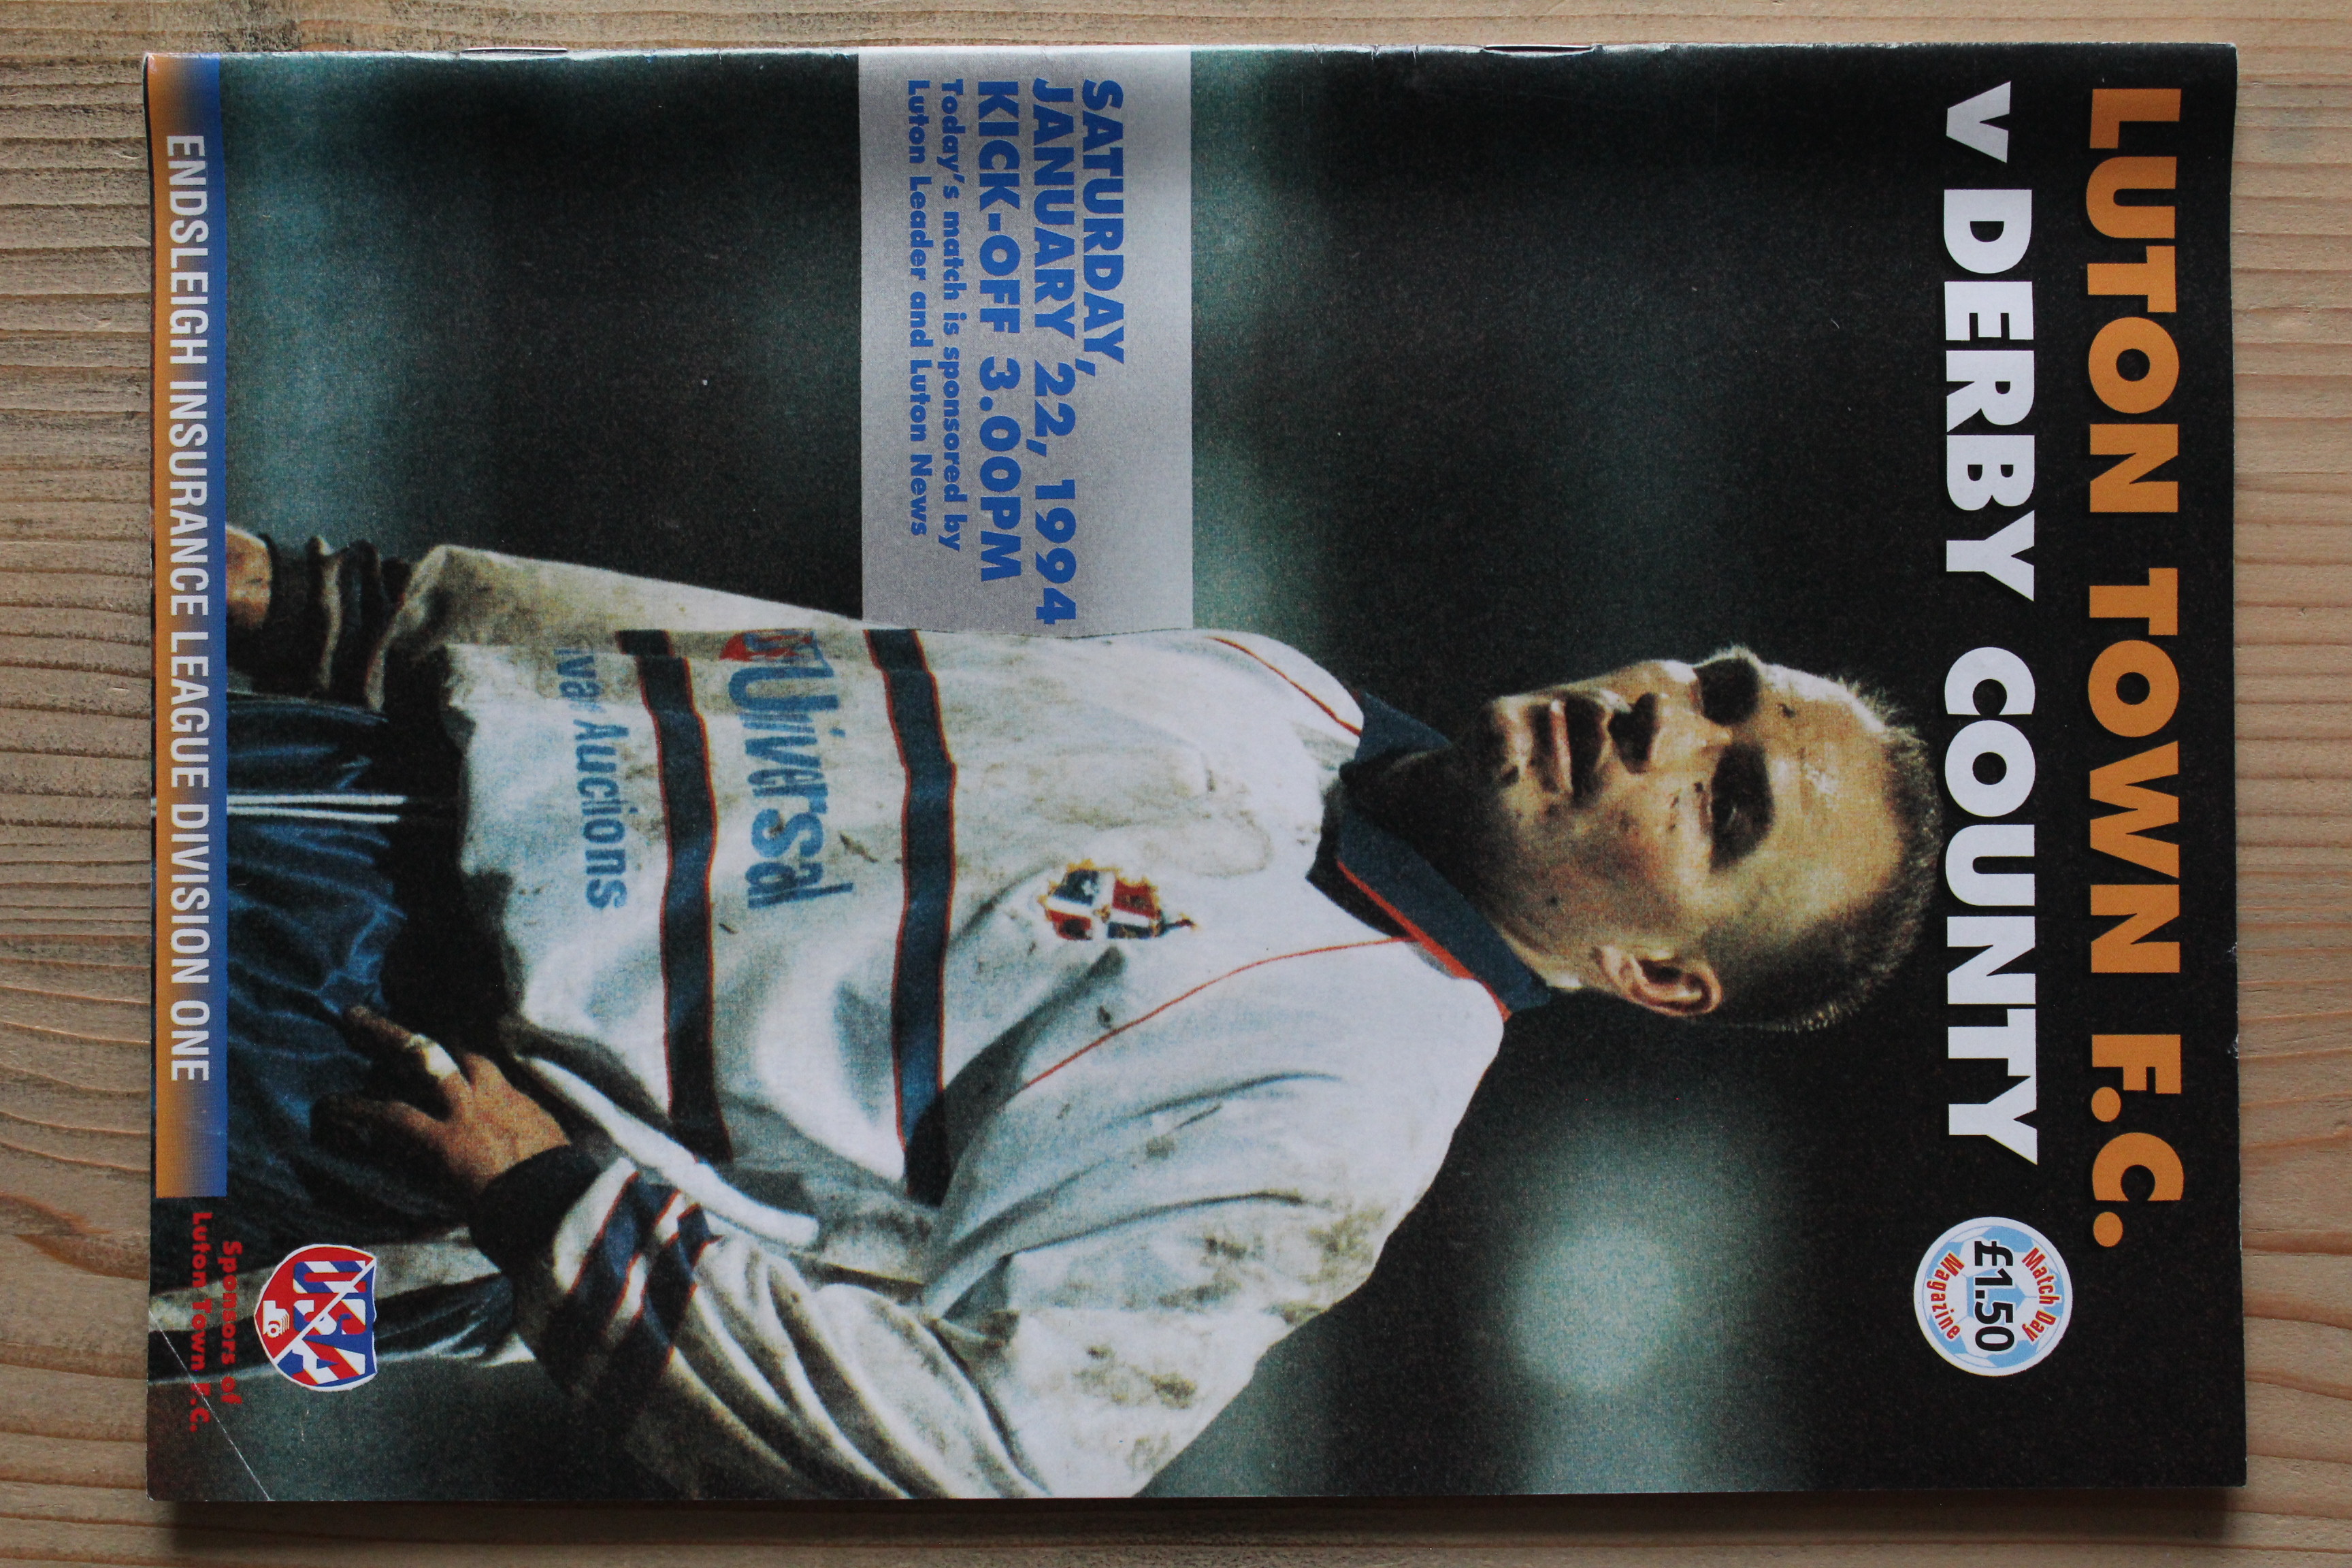 LUTON TOWN F.C.
V DERBY COUNTY
Match Day
£1.50
Magazine
SATURDAY,
JANUARY 22, 1994
KICK-OFF 3.00PM
Today's match is sponsored by
Luton Leader and Luton News
Universal
Auctions
USA
Sponsors of
Luton Town F.C.
ENDSLEIGH INSURANCE LEAGUE DIVISION ONE